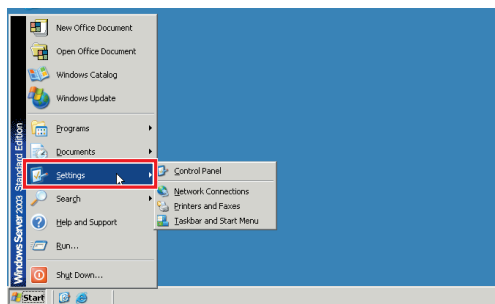 New Office Document
Open Office Document
Windows Catalog
Windows Update
Programs
Documents
Settings
Search
Help and Support
Run...
Shut Down...
Control Panel
Network Connections
Printers and Faxes
Taskbar and Start Menu
Windows Server 2003 Standard Edition
Start